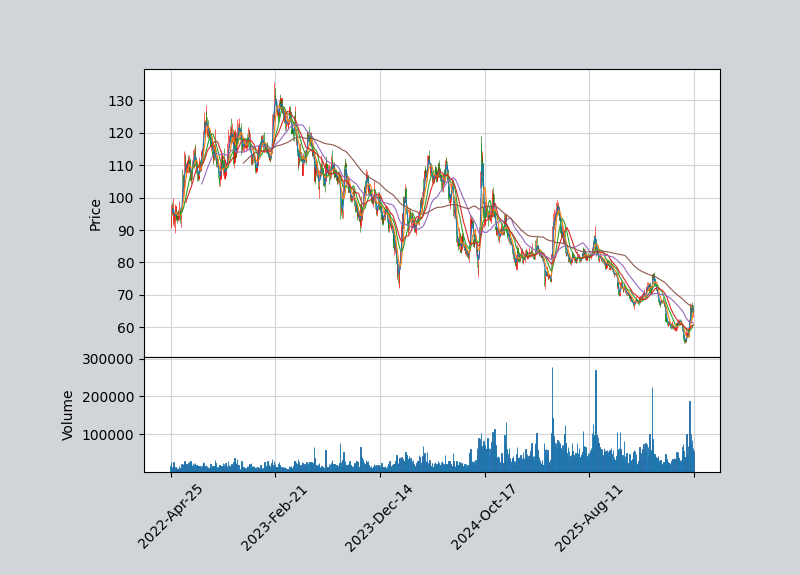 130
120
110
100
90
80
70
60
Price
300000
200000
100000
Volume
2022-Apr-25
2023-Feb-21
2023-Dec-14
2024-Oct-17
2025-Aug-11